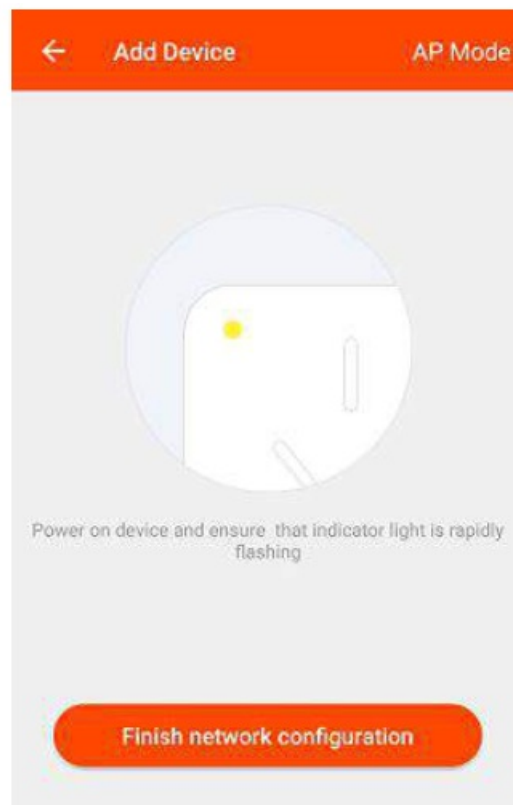 Add Device
AP Mode
Power on device and ensure that indicator light is rapidly
flashing
Finish network configuration